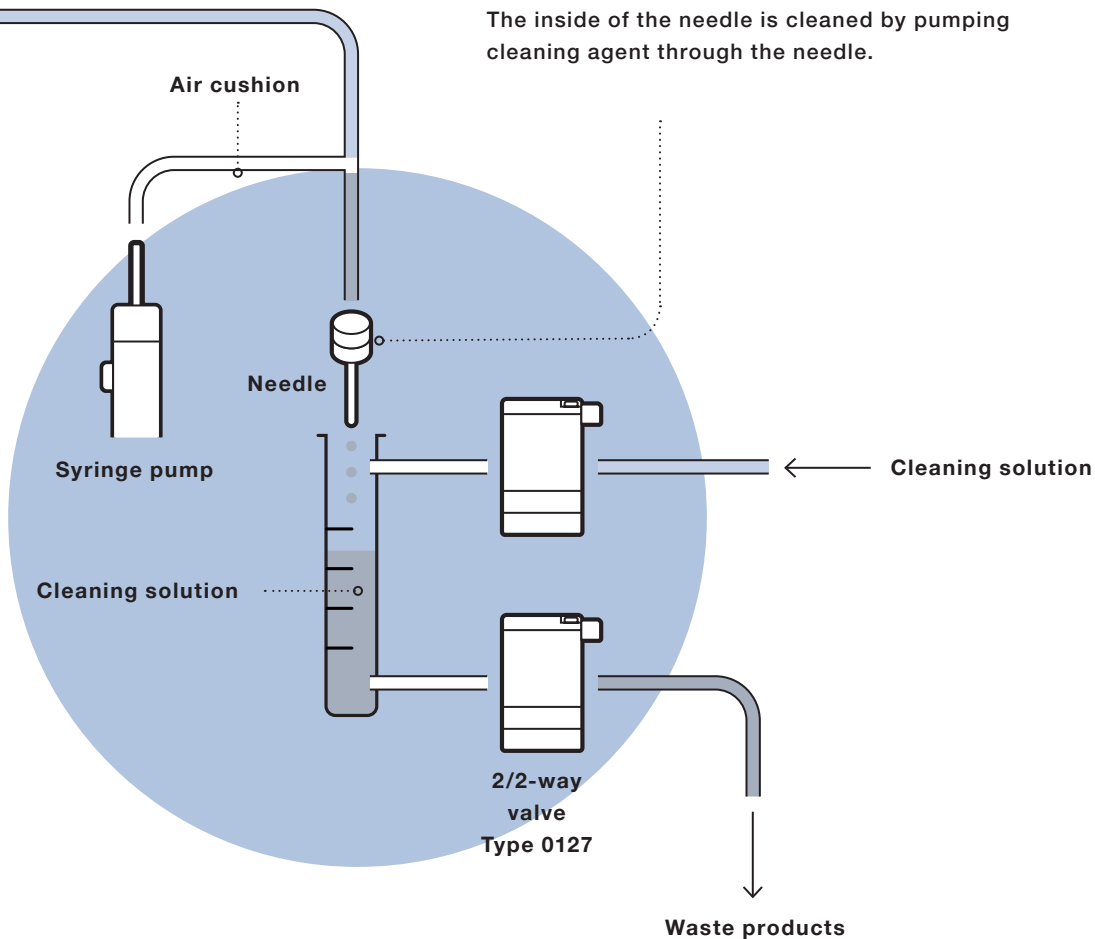 The inside of the needle is cleaned by pumping
cleaning agent through the needle.
Air cushion
Needle
Syringe pump
Cleaning solution
Cleaning solution
2/2-way
valve
Type 0127
Waste products